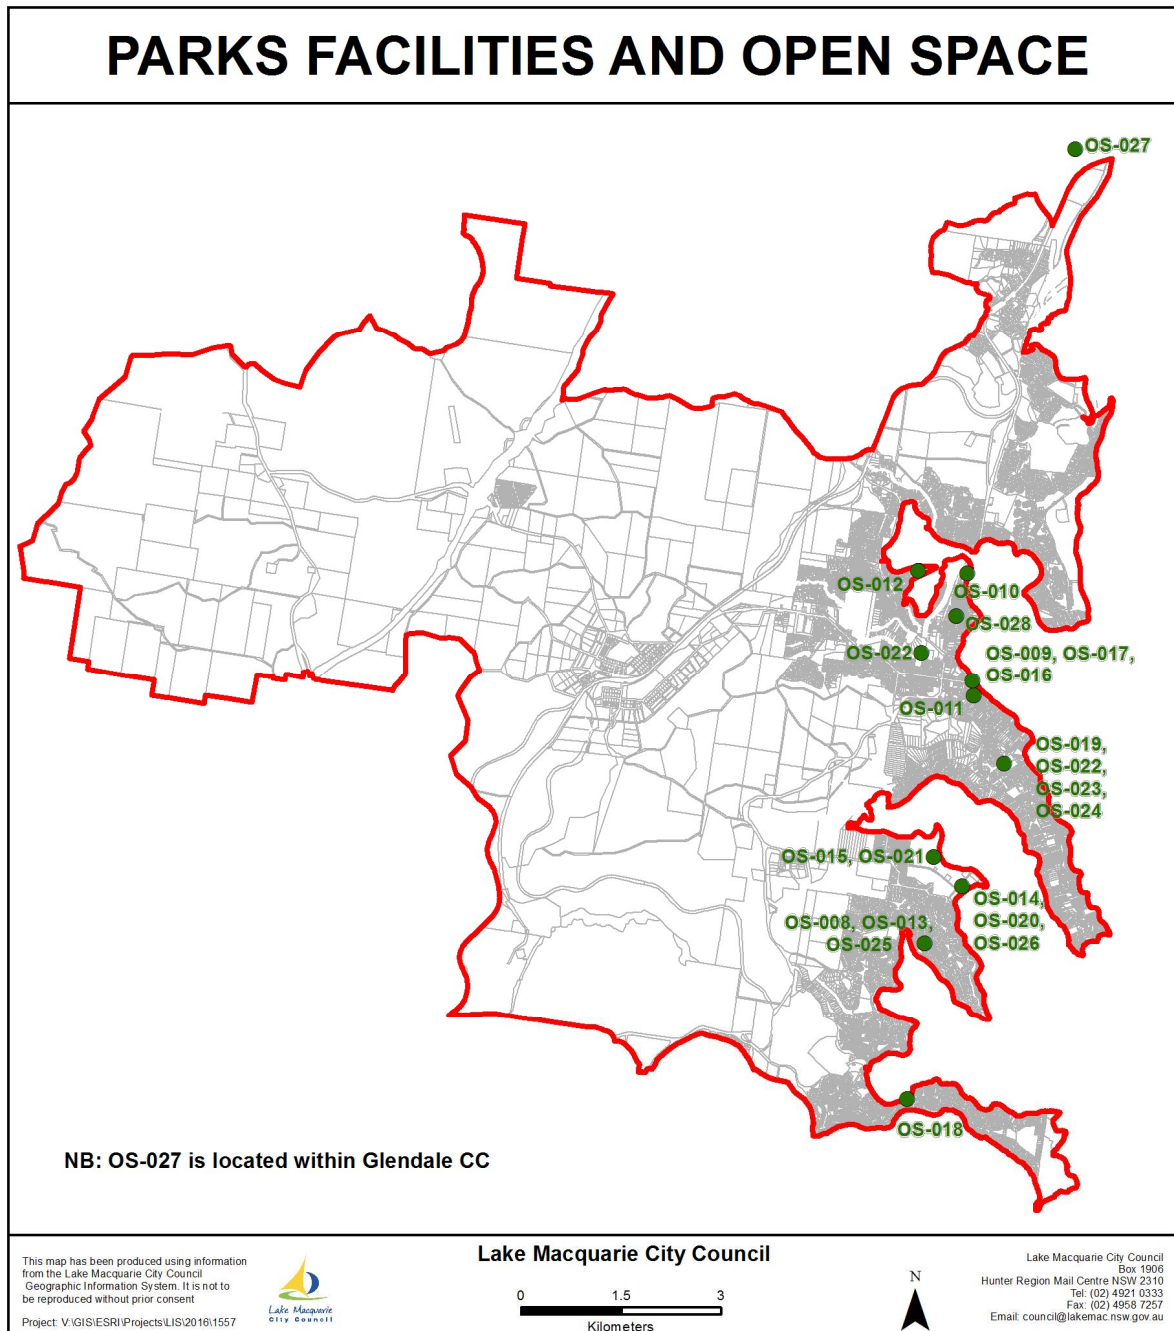 PARKS FACILITIES AND OPEN SPACE
OS-027
OS-012
OS-010
OS-028
OS-022
OS-009, OS-017,
OS-016
OS-011
OS-019,
OS-022,
OS-023,
OS-024
OS-015, OS-021
OS-014,
OS-020,
OS-026
OS-008, OS-013,
OS-025
OS-018
NB: OS-027 is located within Glendale CC
This map has been produced using information
from the Lake Macquarie City Council
Geographic Information System. It is not to
be reproduced without prior consent
Project: V:\GIS\ESRI\Projects\LIS\2016\1557
Lake Macquarie
City Council
Lake Macquarie City Council
0 1.5 3
Kilometers
N
Lake Macquarie City Council
Box 1906
Hunter Region Mail Centre NSW 2310
Tel: (02) 4921 0333
Fax: (02) 4958 7257
Email: council@lakemac.nsw.gov.au